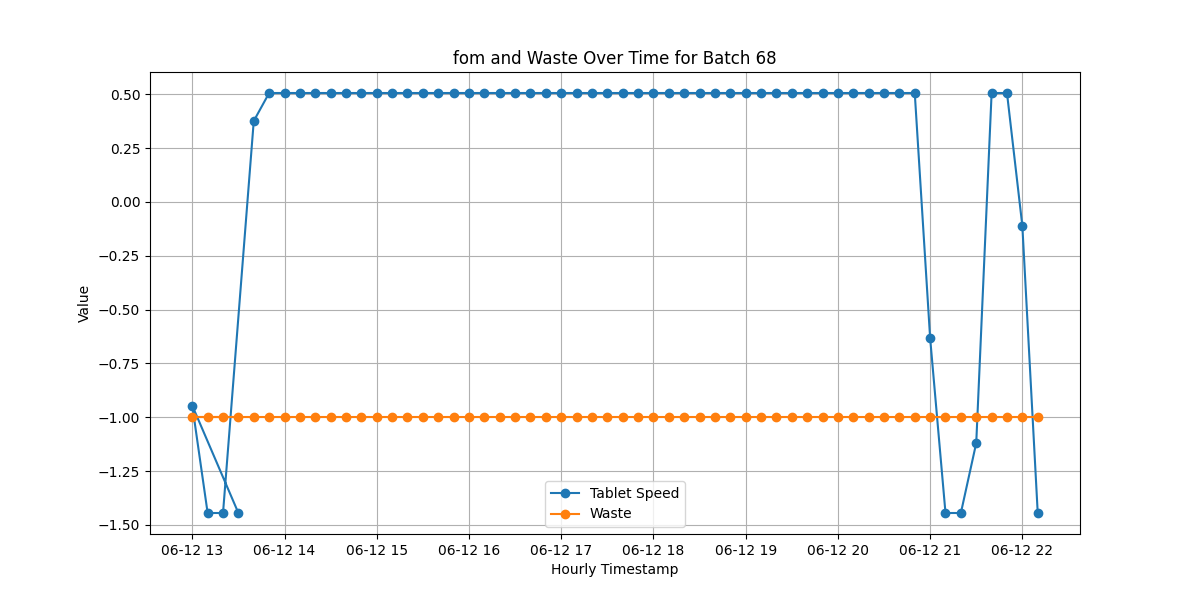 fom and Waste Over Time for Batch 68
0.50
0.25
0.00
−0.25
−0.50
−0.75
−1.00
−1.25
−1.50
Value
Tablet Speed
Waste
06-12 13 06-12 14 06-12 15 06-12 16 06-12 17 06-12 18 06-12 19 06-12 20 06-12 21 06-12 22
Hourly Timestamp